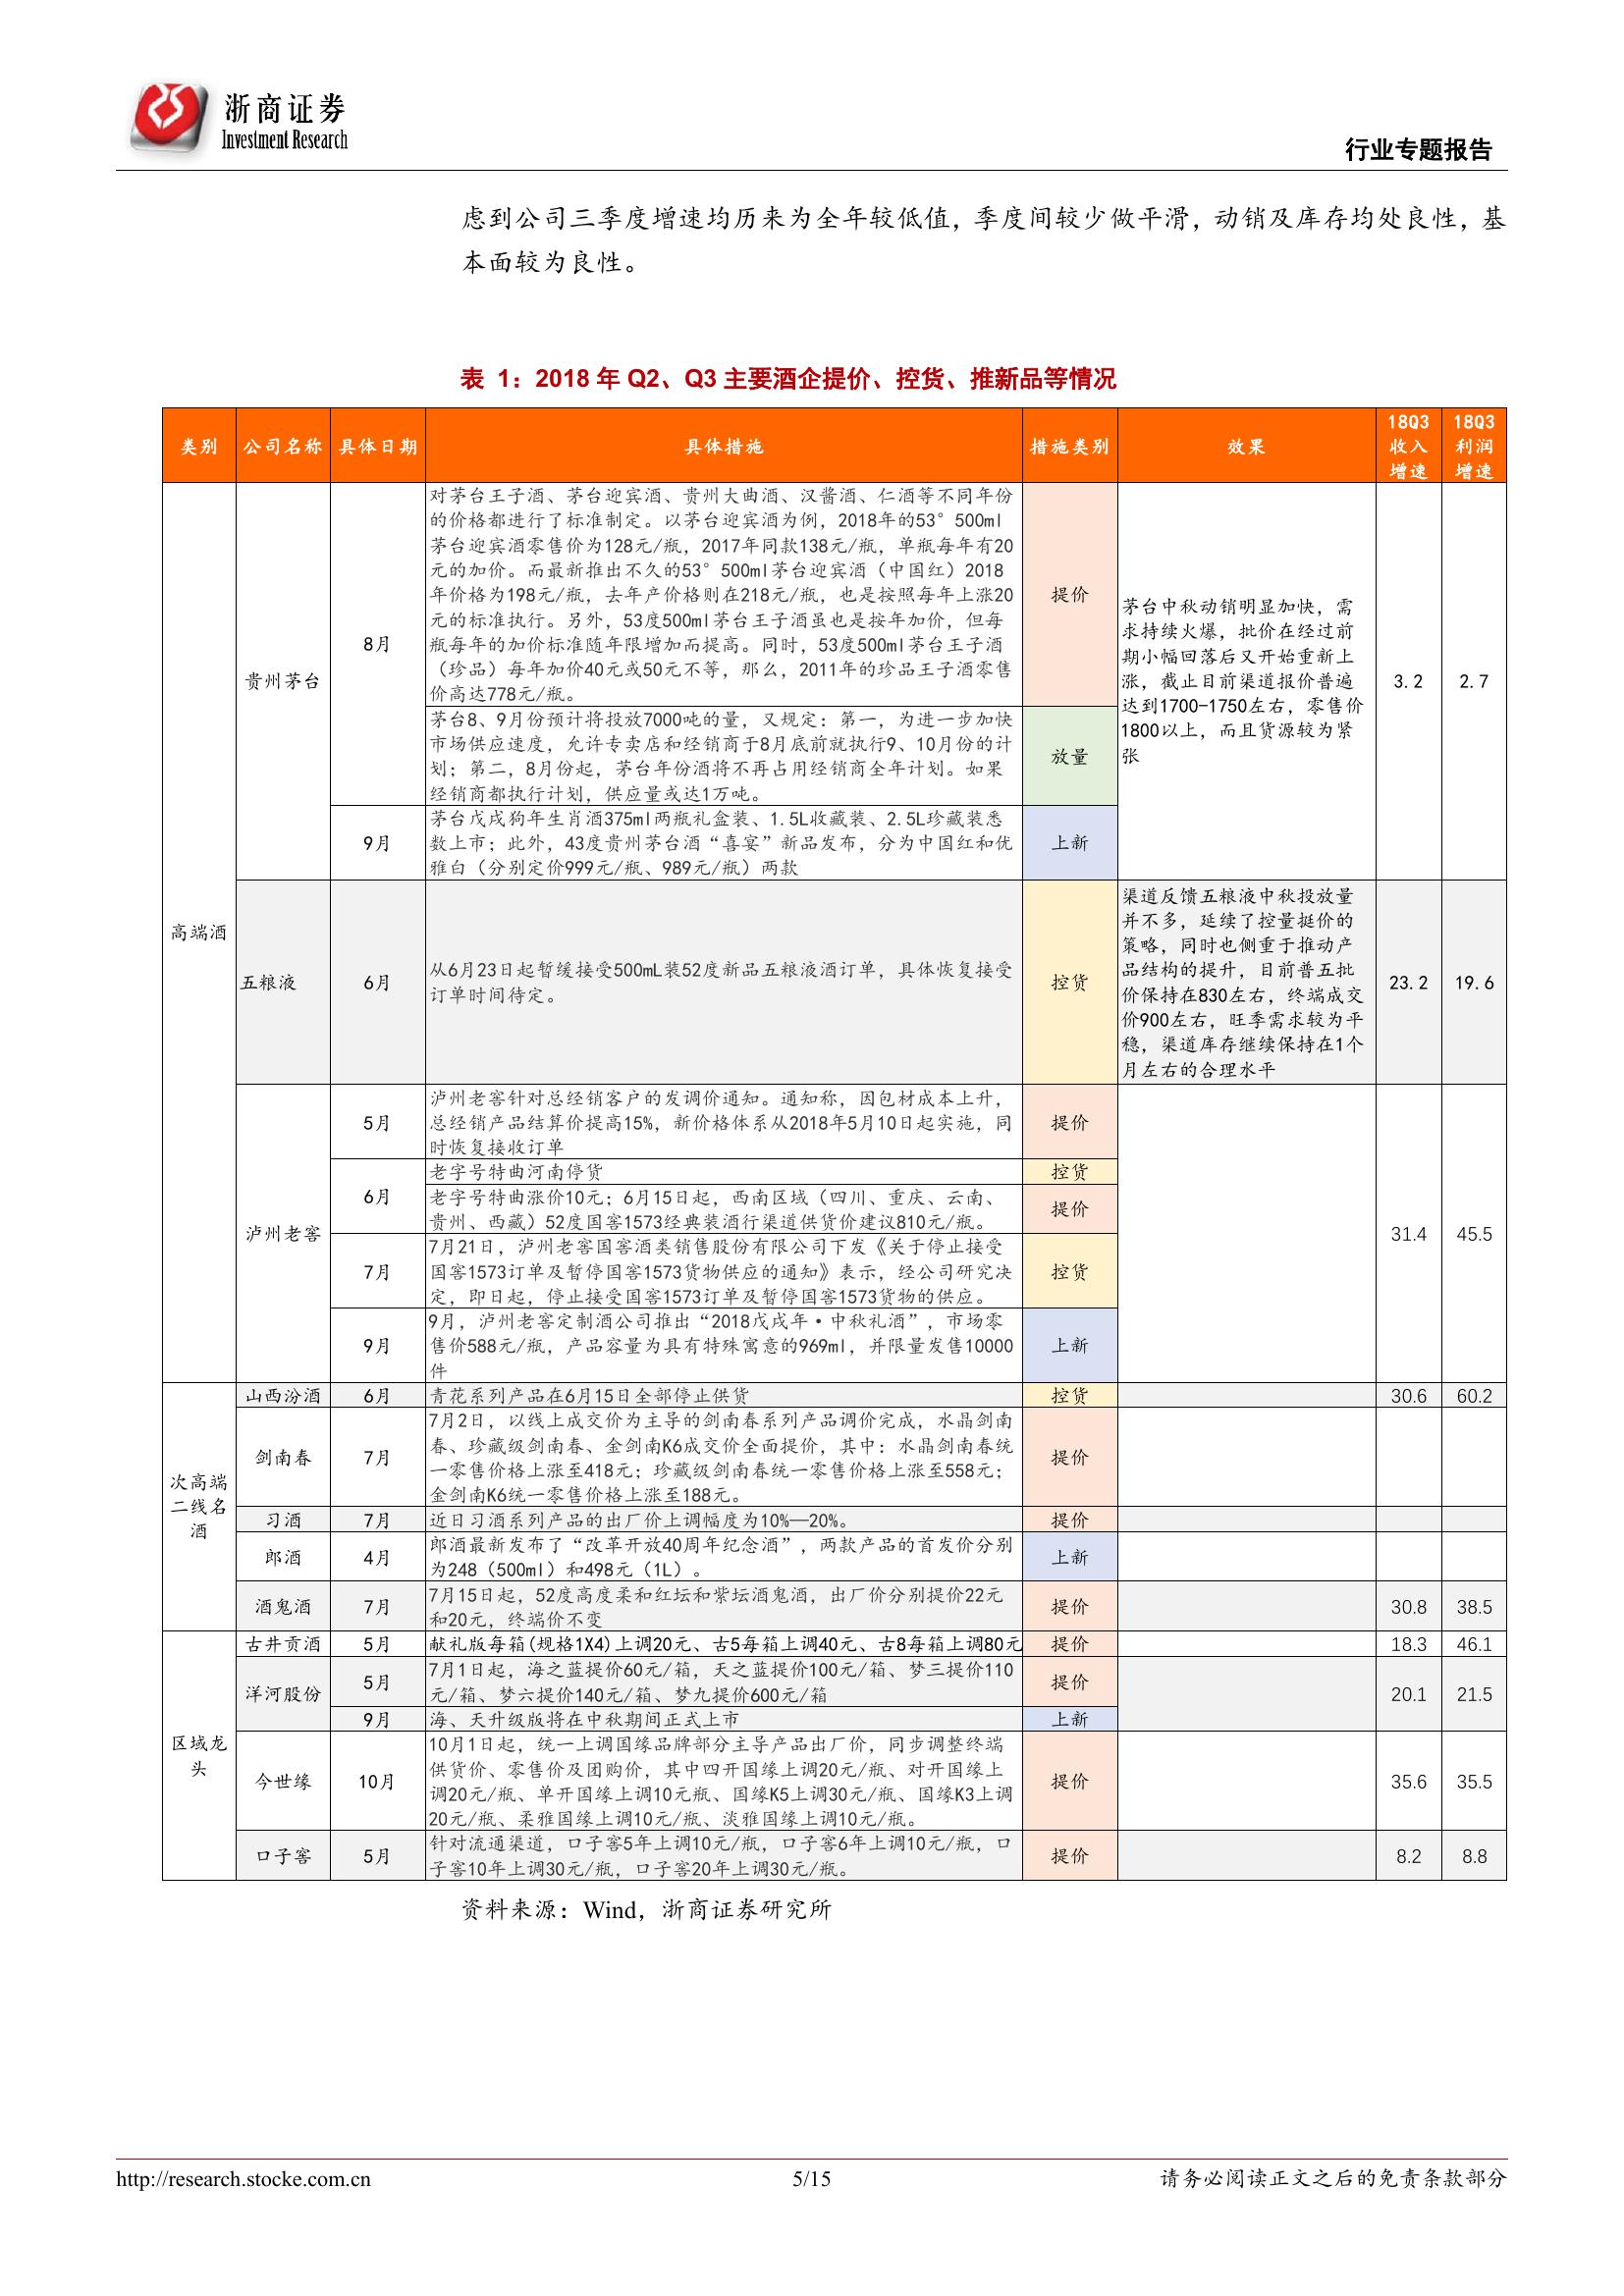 浙商证券
Investment Research
行业专题报告
虑到公司三季度增速均历来为全年较低值，季度间较少做平滑，动销及库存均处良性，基
本面较为良性。
表 1：2018 年 Q2、Q3 主要酒企提价、控货、推新品等情况
类别 公司名称 具体日期 具体措施 措施类别 效果 18Q3收入增速 18Q3利润增速
高端酒
贵州茅台
8月
对茅台王子酒、茅台迎宾酒、贵州大曲酒、汉酱酒、仁酒等不同年份
的价格都进行了标准制定。以茅台迎宾酒为例，2018年的53°500ml
茅台迎宾酒零售价为128元/瓶，2017年同款138元/瓶，单瓶每年有20
元的加价。而最新推出不久的53°500ml茅台迎宾酒（中国红）2018
年价格为198元/瓶，去年产价格则在218元/瓶，也是按照每年上涨20
元的标准执行。另外，53度500ml茅台王子酒虽也是按年加价，但每
瓶每年的加价标准随年限增加而提高。同时，53度500ml茅台王子酒
（珍品）每年加价40元或50元不等，那么，2011年的珍品王子酒零售
价高达778元/瓶。
提价
茅台8、9月份预计将投放7000吨的量，又规定：第一，为进一步加快
市场供应速度，允许专卖店和经销商于8月底前就执行9、10月份的计
划；第二，8月份起，茅台年份酒将不再占用经销商全年计划。如果
经销商都执行计划，供应量或达1万吨。
放量
9月
茅台戊戌狗年生肖酒375ml两瓶礼盒装、1.5L收藏装、2.5L珍藏装悉
数上市；此外，43度贵州茅台酒“喜宴”新品发布，分为中国红和优
雅白（分别定价999元/瓶、989元/瓶）两款
上新
茅台中秋动销明显加快，需
求持续火爆，批价在经过前
期小幅回落后又开始重新上
涨，截止目前渠道报价普遍
达到1700-1750左右，零售价
1800以上，而且货源较为紧
张
3.2 2.7
五粮液 6月
从6月23日起暂缓接受500mL装52度新品五粮液酒订单，具体恢复接受
订单时间待定。
控货
渠道反馈五粮液中秋投放量
并不多，延续了控量挺价的
策略，同时也侧重于推动产
品结构的提升，目前普五批
价保持在830左右，终端成交
价900左右，旺季需求较为平
稳，渠道库存继续保持在1个
月左右的合理水平
23.2 19.6
泸州老窖
5月
泸州老窖针对总经销客户的发调价通知。通知称，因包材成本上升，
总经销产品结算价提高15%，新价格体系从2018年5月10日起实施，同
时恢复接收订单
提价
6月
老字号特曲河南停货
控货
老字号特曲涨价10元；6月15日起，西南区域（四川、重庆、云南、
贵州、西藏）52度国窖1573经典装酒行渠道供货价建议810元/瓶。
提价
7月
7月21日，泸州老窖国窖酒类销售股份有限公司下发《关于停止接受
国窖1573订单及暂停国窖1573货物供应的通知》表示，经公司研究决
定，即日起，停止接受国窖1573订单及暂停国窖1573货物的供应。
控货
9月
9月，泸州老窖定制酒公司推出“2018戊戌年·中秋礼酒”，市场零
售价588元/瓶，产品容量为具有特殊寓意的969ml，并限量发售10000
件
上新
31.4 45.5
次高端
二线名
酒
山西汾酒 6月 青花系列产品在6月15日全部停止供货 控货 30.6 60.2
剑南春 7月
7月2日，以线上成交价为主导的剑南春系列产品调价完成，水晶剑南
春、珍藏级剑南春、金剑南K6成交价全面提价，其中：水晶剑南春统
一零售价格上涨至418元；珍藏级剑南春统一零售价格上涨至558元；
金剑南K6统一零售价格上涨至188元。
提价
习酒 7月 近日习酒系列产品的出厂价上调幅度为10%—20%。 提价
郎酒 4月
郎酒最新发布了“改革开放40周年纪念酒”，两款产品的首发价分别
为248（500ml）和498元（1L）。
上新
酒鬼酒 7月
7月15日起，52度高度柔和红坛和紫坛酒鬼酒，出厂价分别提价22元
和20元，终端价不变
提价 30.8 38.5
区域龙
头
古井贡酒 5月 献礼版每箱(规格1X4)上调20元、古5每箱上调40元、古8每箱上调80元 提价 18.3 46.1
洋河股份
5月
7月1日起，海之蓝提价60元/箱，天之蓝提价100元/箱、梦三提价110
元/箱、梦六提价140元/箱、梦九提价600元/箱
提价
9月 海、天升级版将在中秋期间正式上市 上新
20.1 21.5
今世缘 10月
10月1日起，统一上调国缘品牌部分主导产品出厂价，同步调整终端
供货价、零售价及团购价，其中四开国缘上调20元/瓶、对开国缘上
调20元/瓶、单开国缘上调10元瓶、国缘K5上调30元/瓶、国缘K3上调
20元/瓶、柔雅国缘上调10元/瓶、淡雅国缘上调10元/瓶。
提价 35.6 35.5
口子窖 5月
针对流通渠道，口子窖5年上调10元/瓶，口子窖6年上调10元/瓶，口
子窖10年上调30元/瓶，口子窖20年上调30元/瓶。
提价 8.2 8.8
资料来源：Wind，浙商证券研究所
http://research.stocke.com.cn 5/15 请务必阅读正文之后的免责条款部分